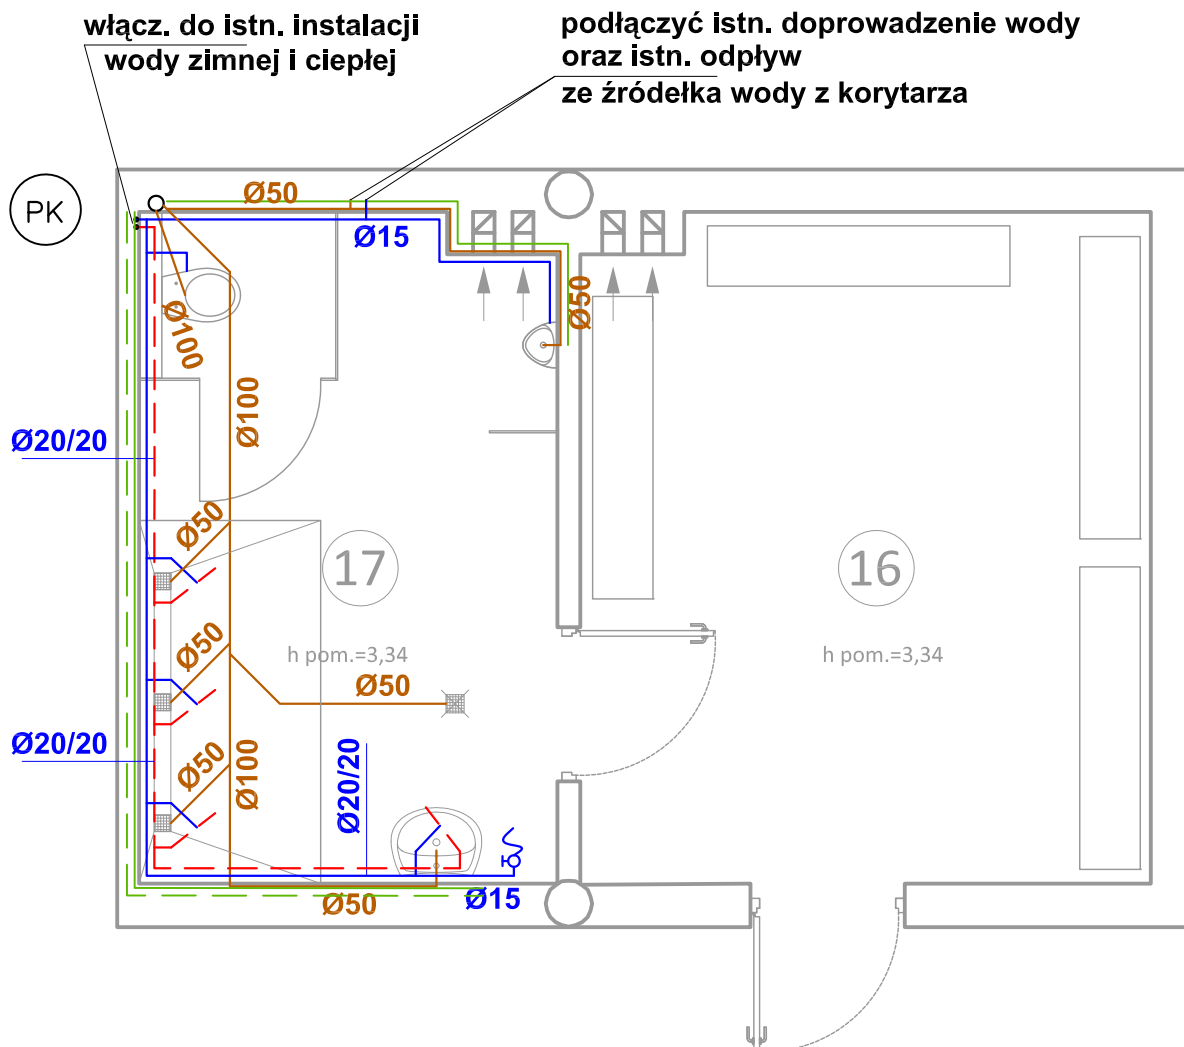 włącz. do istn. instalacji
wody zimnej i ciepłej
podłączyć istn. doprowadzenie wody
oraz istn. odpływ
ze źródełka wody z korytarza
PK
Ø50
Ø15
Ø50
Ø100
Ø100
Ø20/20
Ø50
17
16
h pom.=3,34
h pom.=3,34
Ø50
Ø50
Ø20/20
Ø50
Ø100
Ø20/20
Ø50
Ø15